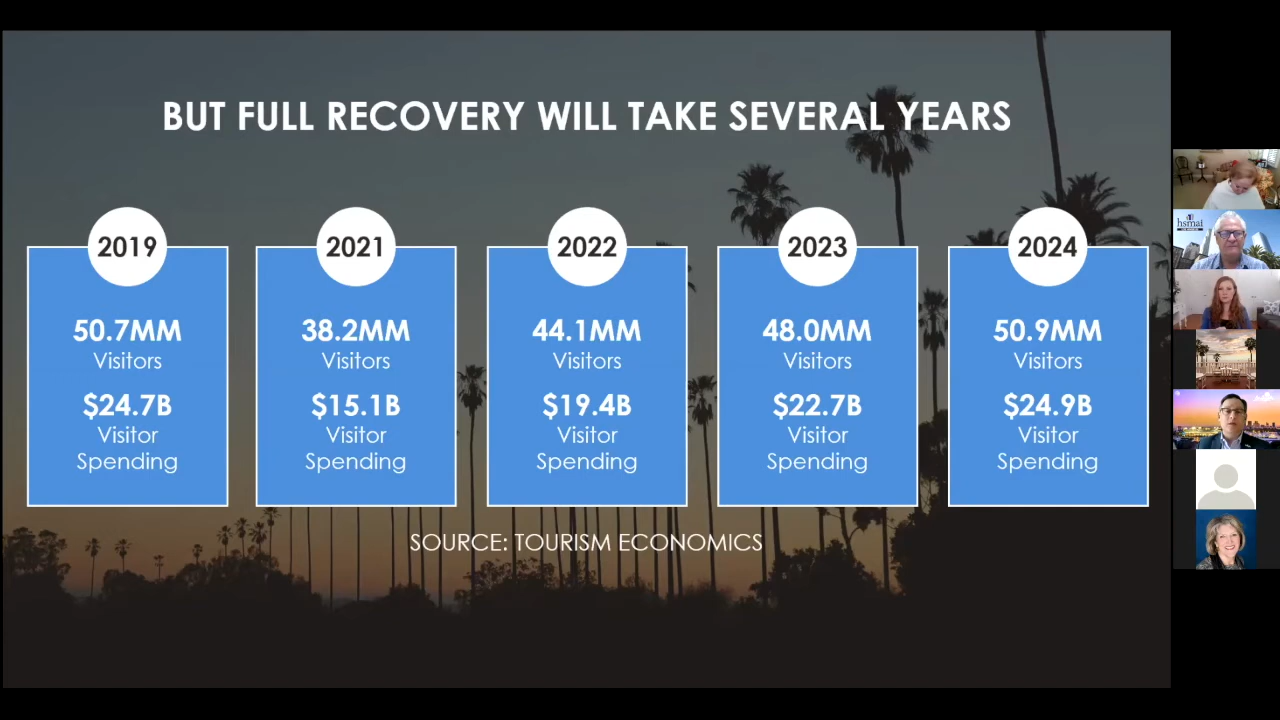 BUT FULL RECOVERY WILL TAKE SEVERAL YEARS
2019
50.7MM
Visitors
$24.7B
Visitor
Spending
2021
38.2MM
Visitors
$15.1B
Visitor
Spending
2022
44.1MM
Visitors
$19.4B
Visitor
Spending
2023
48.0MM
Visitors
$22.7B
Visitor
Spending
2024
50.9MM
Visitors
$24.9B
Visitor
Spending
SOURCE: TOURISM ECONOMICS
hsmai